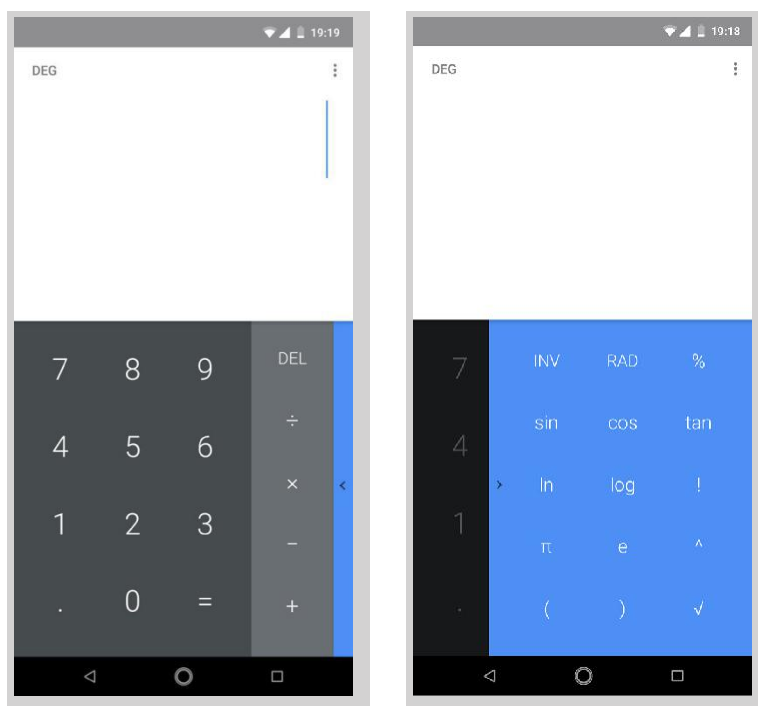 19:19
DEG
7 8 9 DEL
÷
4 5 6
×
1 2 3
−
. 0 = +
19:18
DEG
7 INV RAD %
sin cos tan
4
ln log !
1
π e ^
. ( ) √